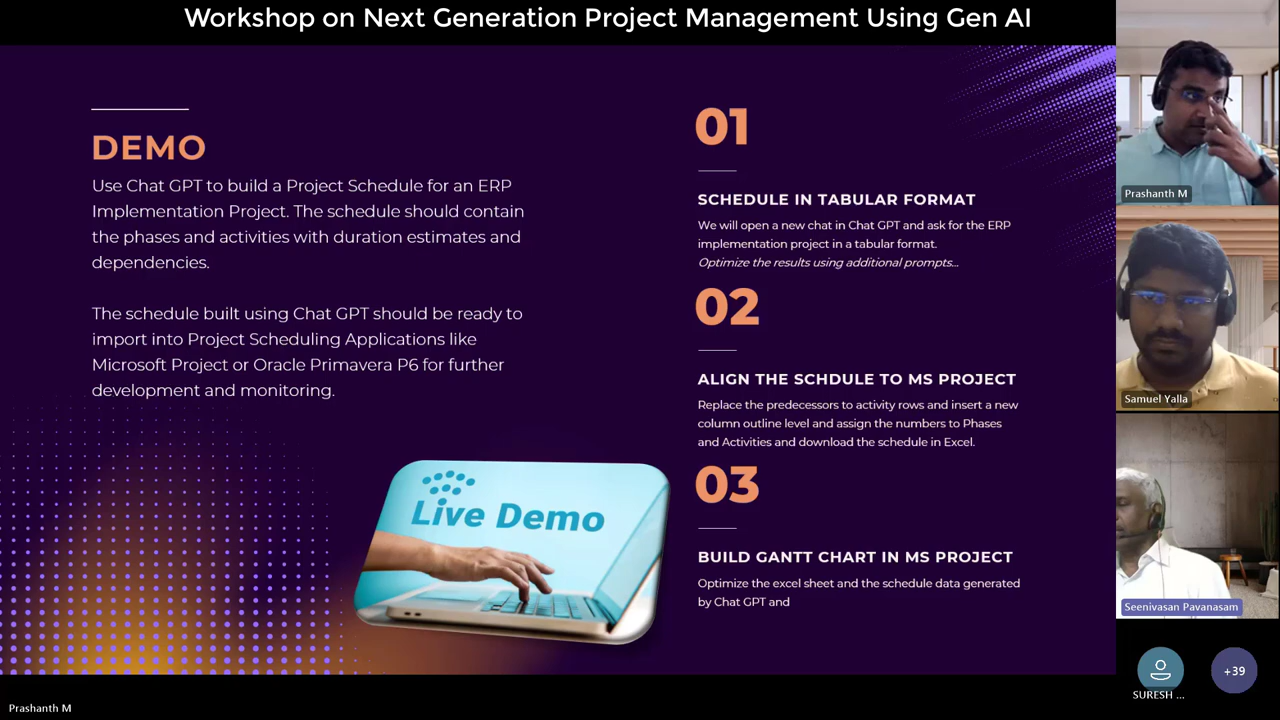 Workshop on Next Generation Project Management Using Gen AI
DEMO
Use Chat GPT to build a Project Schedule for an ERP
Implementation Project. The schedule should contain
the phases and activities with duration estimates and
dependencies.
The schedule built using Chat GPT should be ready to
import into Project Scheduling Applications like
Microsoft Project or Oracle Primavera P6 for further
development and monitoring.
Live Demo
01
SCHEDULE IN TABULAR FORMAT
We will open a new chat in Chat GPT and ask for the ERP
implementation project in a tabular format.
Optimize the results using additional prompts...
02
ALIGN THE SCHDULE TO MS PROJECT
Replace the predecessors to activity rows and insert a new
column outline level and assign the numbers to Phases
and Activities and download the schedule in Excel.
03
BUILD GANTT CHART IN MS PROJECT
Optimize the excel sheet and the schedule data generated
by Chat GPT and
Prashanth M
Samuel Yalla
Seenivasan Pavanasam
SURESH ...
+39
Prashanth M